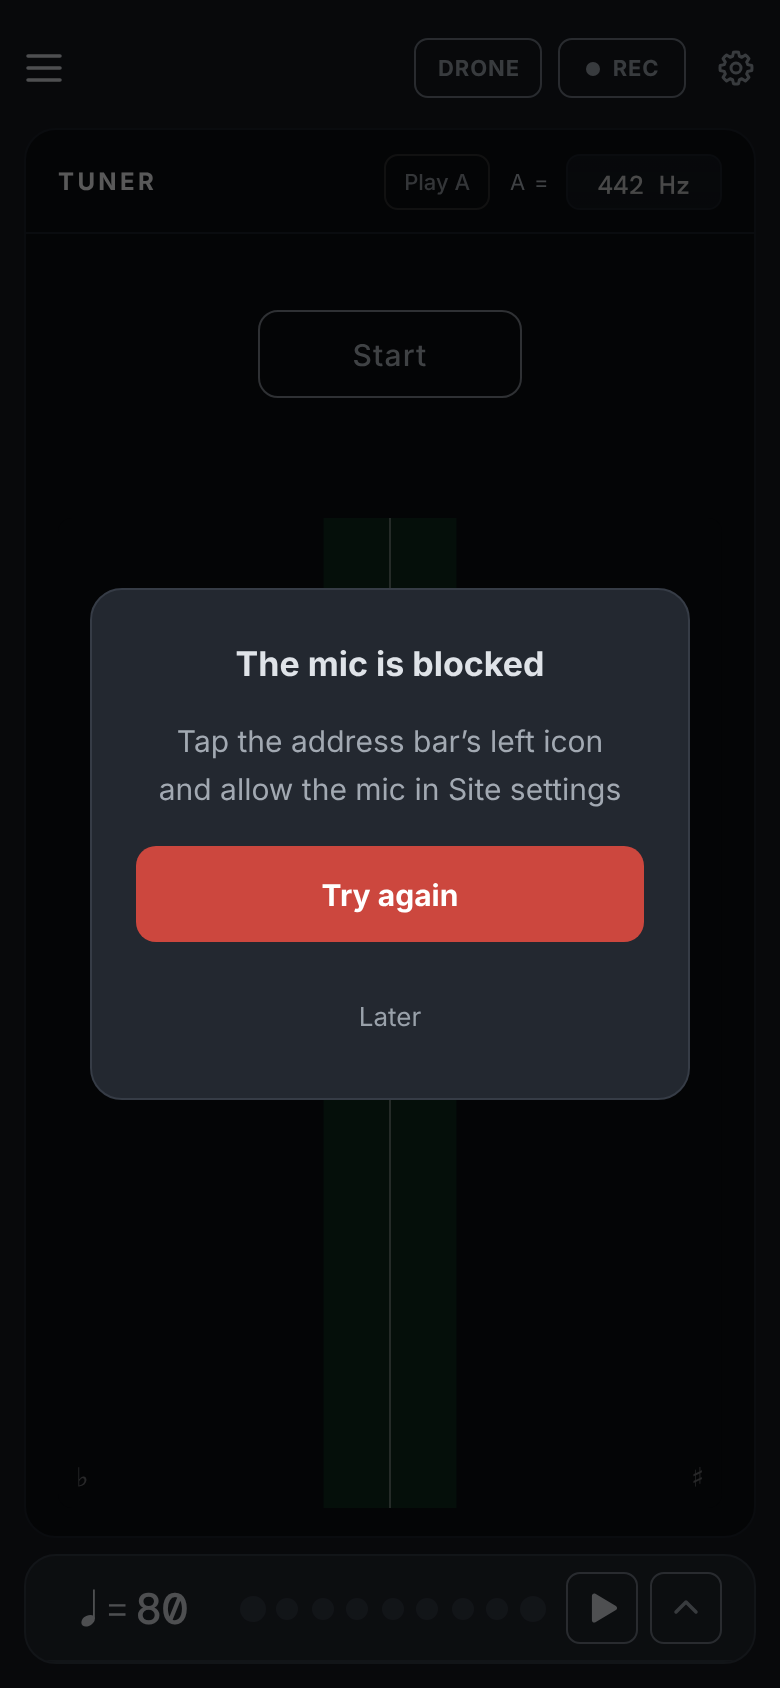 DRONE
REC
TUNER
Play A
A =
442 Hz
Start
The mic is blocked
Tap the address bar’s left icon
and allow the mic in Site settings
Try again
Later
♭
♯
♩ = 80